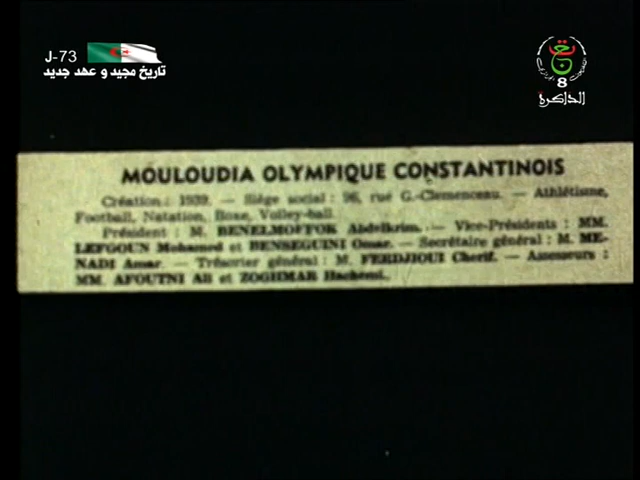 J-73
تاريخ مجيد و عهد جديد
8
الذاكرة
MOULOUDIA OLYMPIQUE CONSTANTINOIS
Création : 1939. — Siège social : 96, rue G.-Clemenceau. — Athlétisme,
Football, Natation, Boxe, Volley-ball.
Président : M. BENELMOFFOK Abdelkrim. — Vice-Présidents : MM.
LEFGOUN Mohamed et BENSEGUINI Omar. — Secrétaire général : M. ME-
NADI Amar. — Trésorier général : M. FERDJIOUI Cherif. — Assesseurs :
MM. AFOUTNI Ali et ZOGHMAR Hachemi.